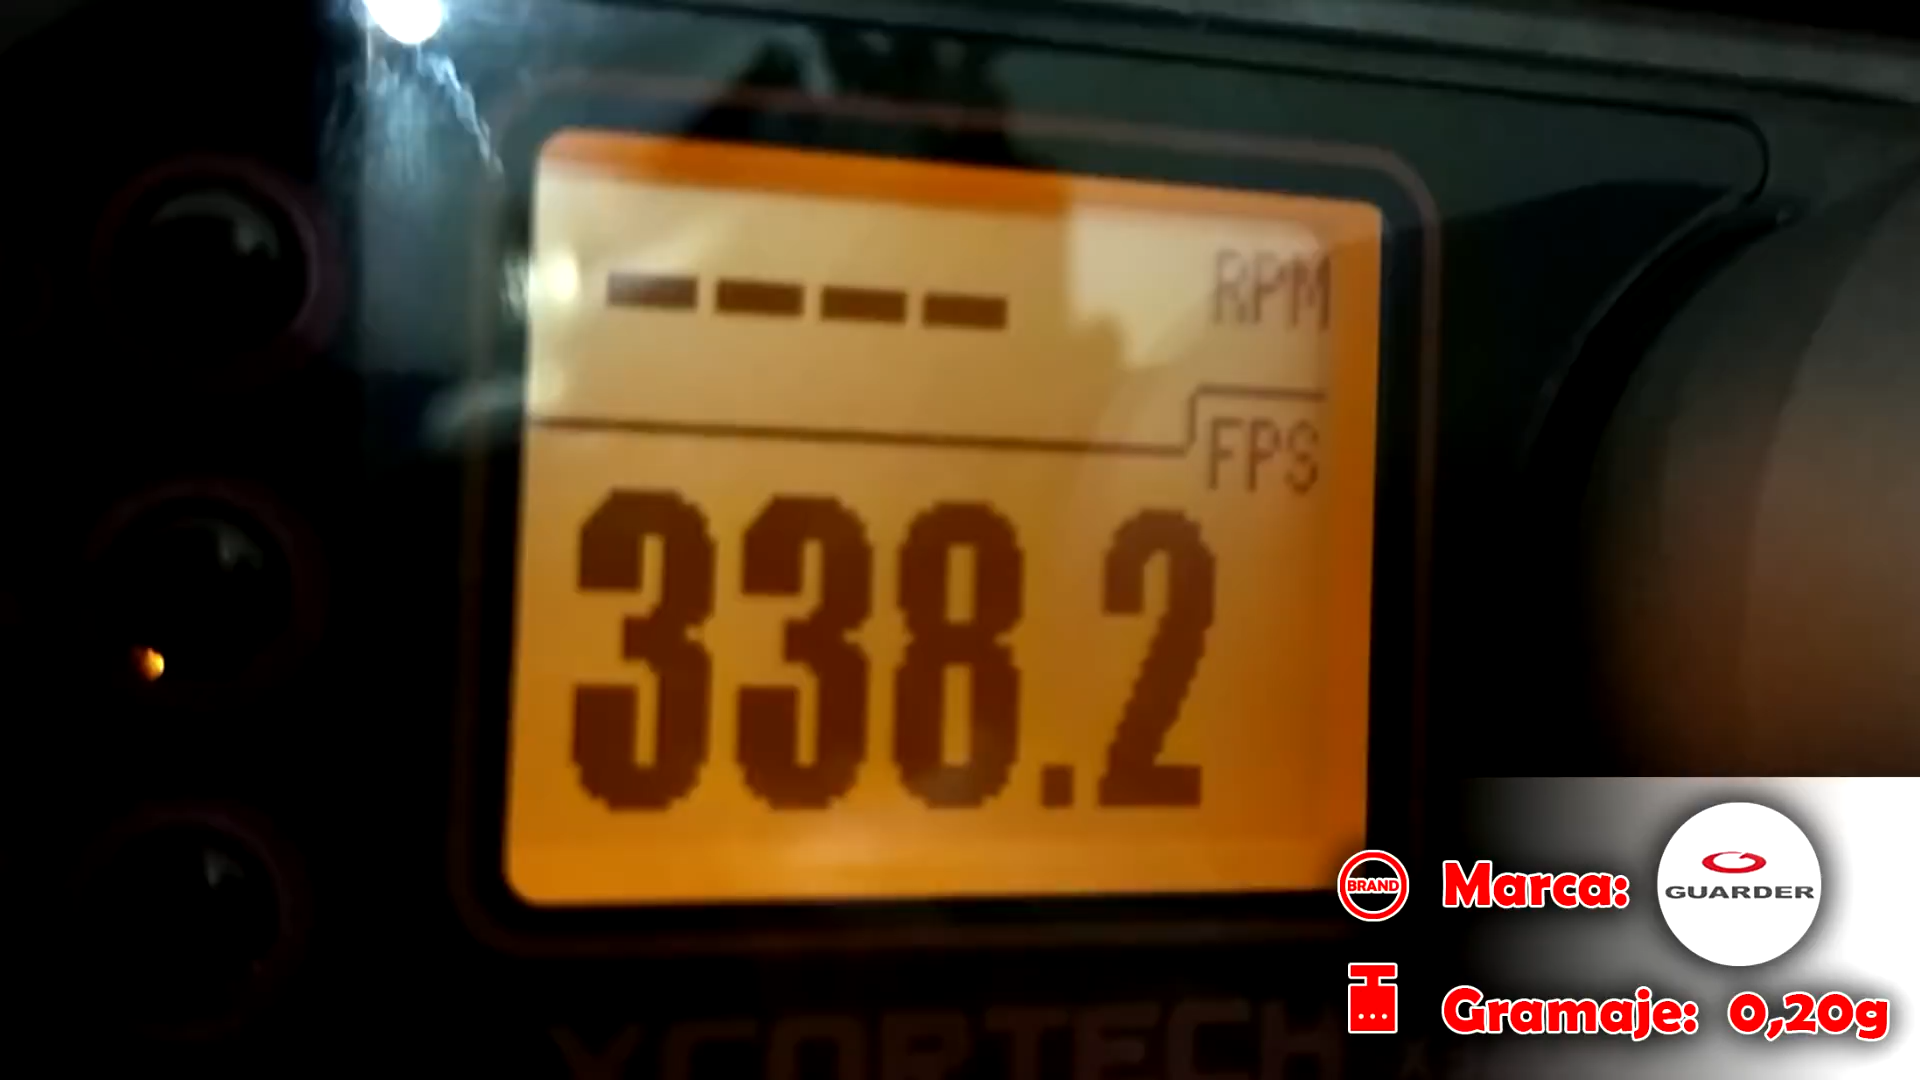 ---- RPM
FPS
338.2
BRAND Marca: GUARDER
Gramaje: 0,20g
XCORTECH